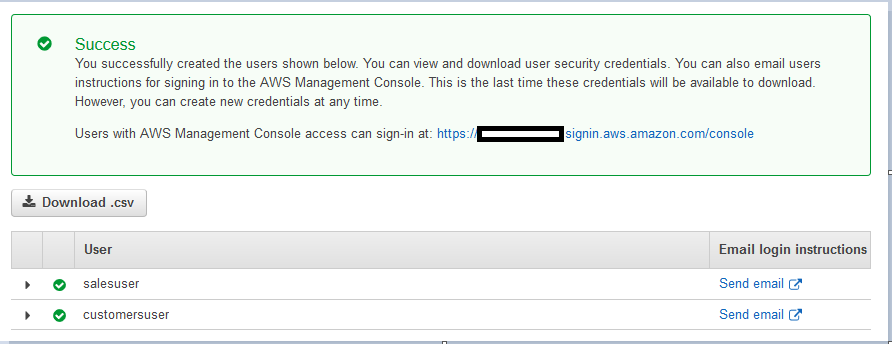 Success
You successfully created the users shown below. You can view and download user security credentials. You can also email users
instructions for signing in to the AWS Management Console. This is the last time these credentials will be available to download.
However, you can create new credentials at any time.
Users with AWS Management Console access can sign-in at: https:// signin.aws.amazon.com/console
Download .csv
User Email login instructions
salesuser Send email
customersuser Send email